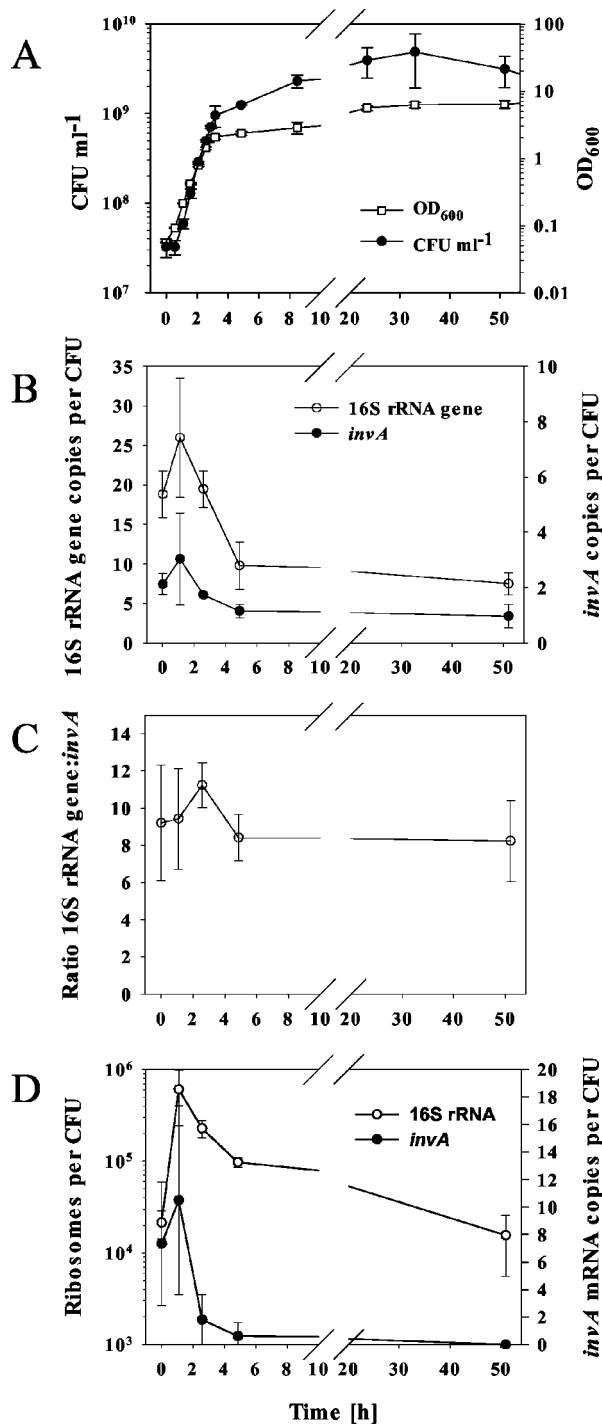 A
CFU ml-1
OD600
10^10
10^9
10^8
10^7
100
10
1
0.1
0.01
OD600
CFU ml-1
0 2 4 6 8 10 20 30 40 50
B
16S rRNA gene copies per CFU
invA copies per CFU
35
30
25
20
15
10
5
0
10
8
6
4
2
0
16S rRNA gene
invA
0 2 4 6 8 10 20 30 40 50
C
Ratio 16S rRNA gene:invA
14
12
10
8
6
4
2
0
0 2 4 6 8 10 20 30 40 50
D
Ribosomes per CFU
invA mRNA copies per CFU
10^6
10^5
10^4
10^3
20
18
16
14
12
10
8
6
4
2
0
16S rRNA
invA
0 2 4 6 8 10 20 30 40 50
Time [h]